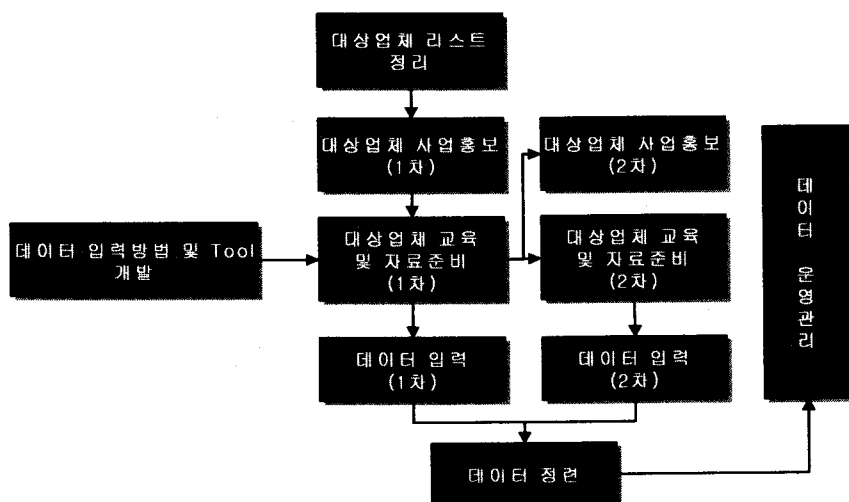 대상업체 리스트
정리
대상업체 사업홍보
(1차)
대상업체 사업홍보
(2차)
데이터 입력방법 및 Tool
개발
대상업체 교육
및 자료준비
(1차)
대상업체 교육
및 자료준비
(2차)
데이터 입력
(1차)
데이터 입력
(2차)
데이터 정련
데이터 운영관리